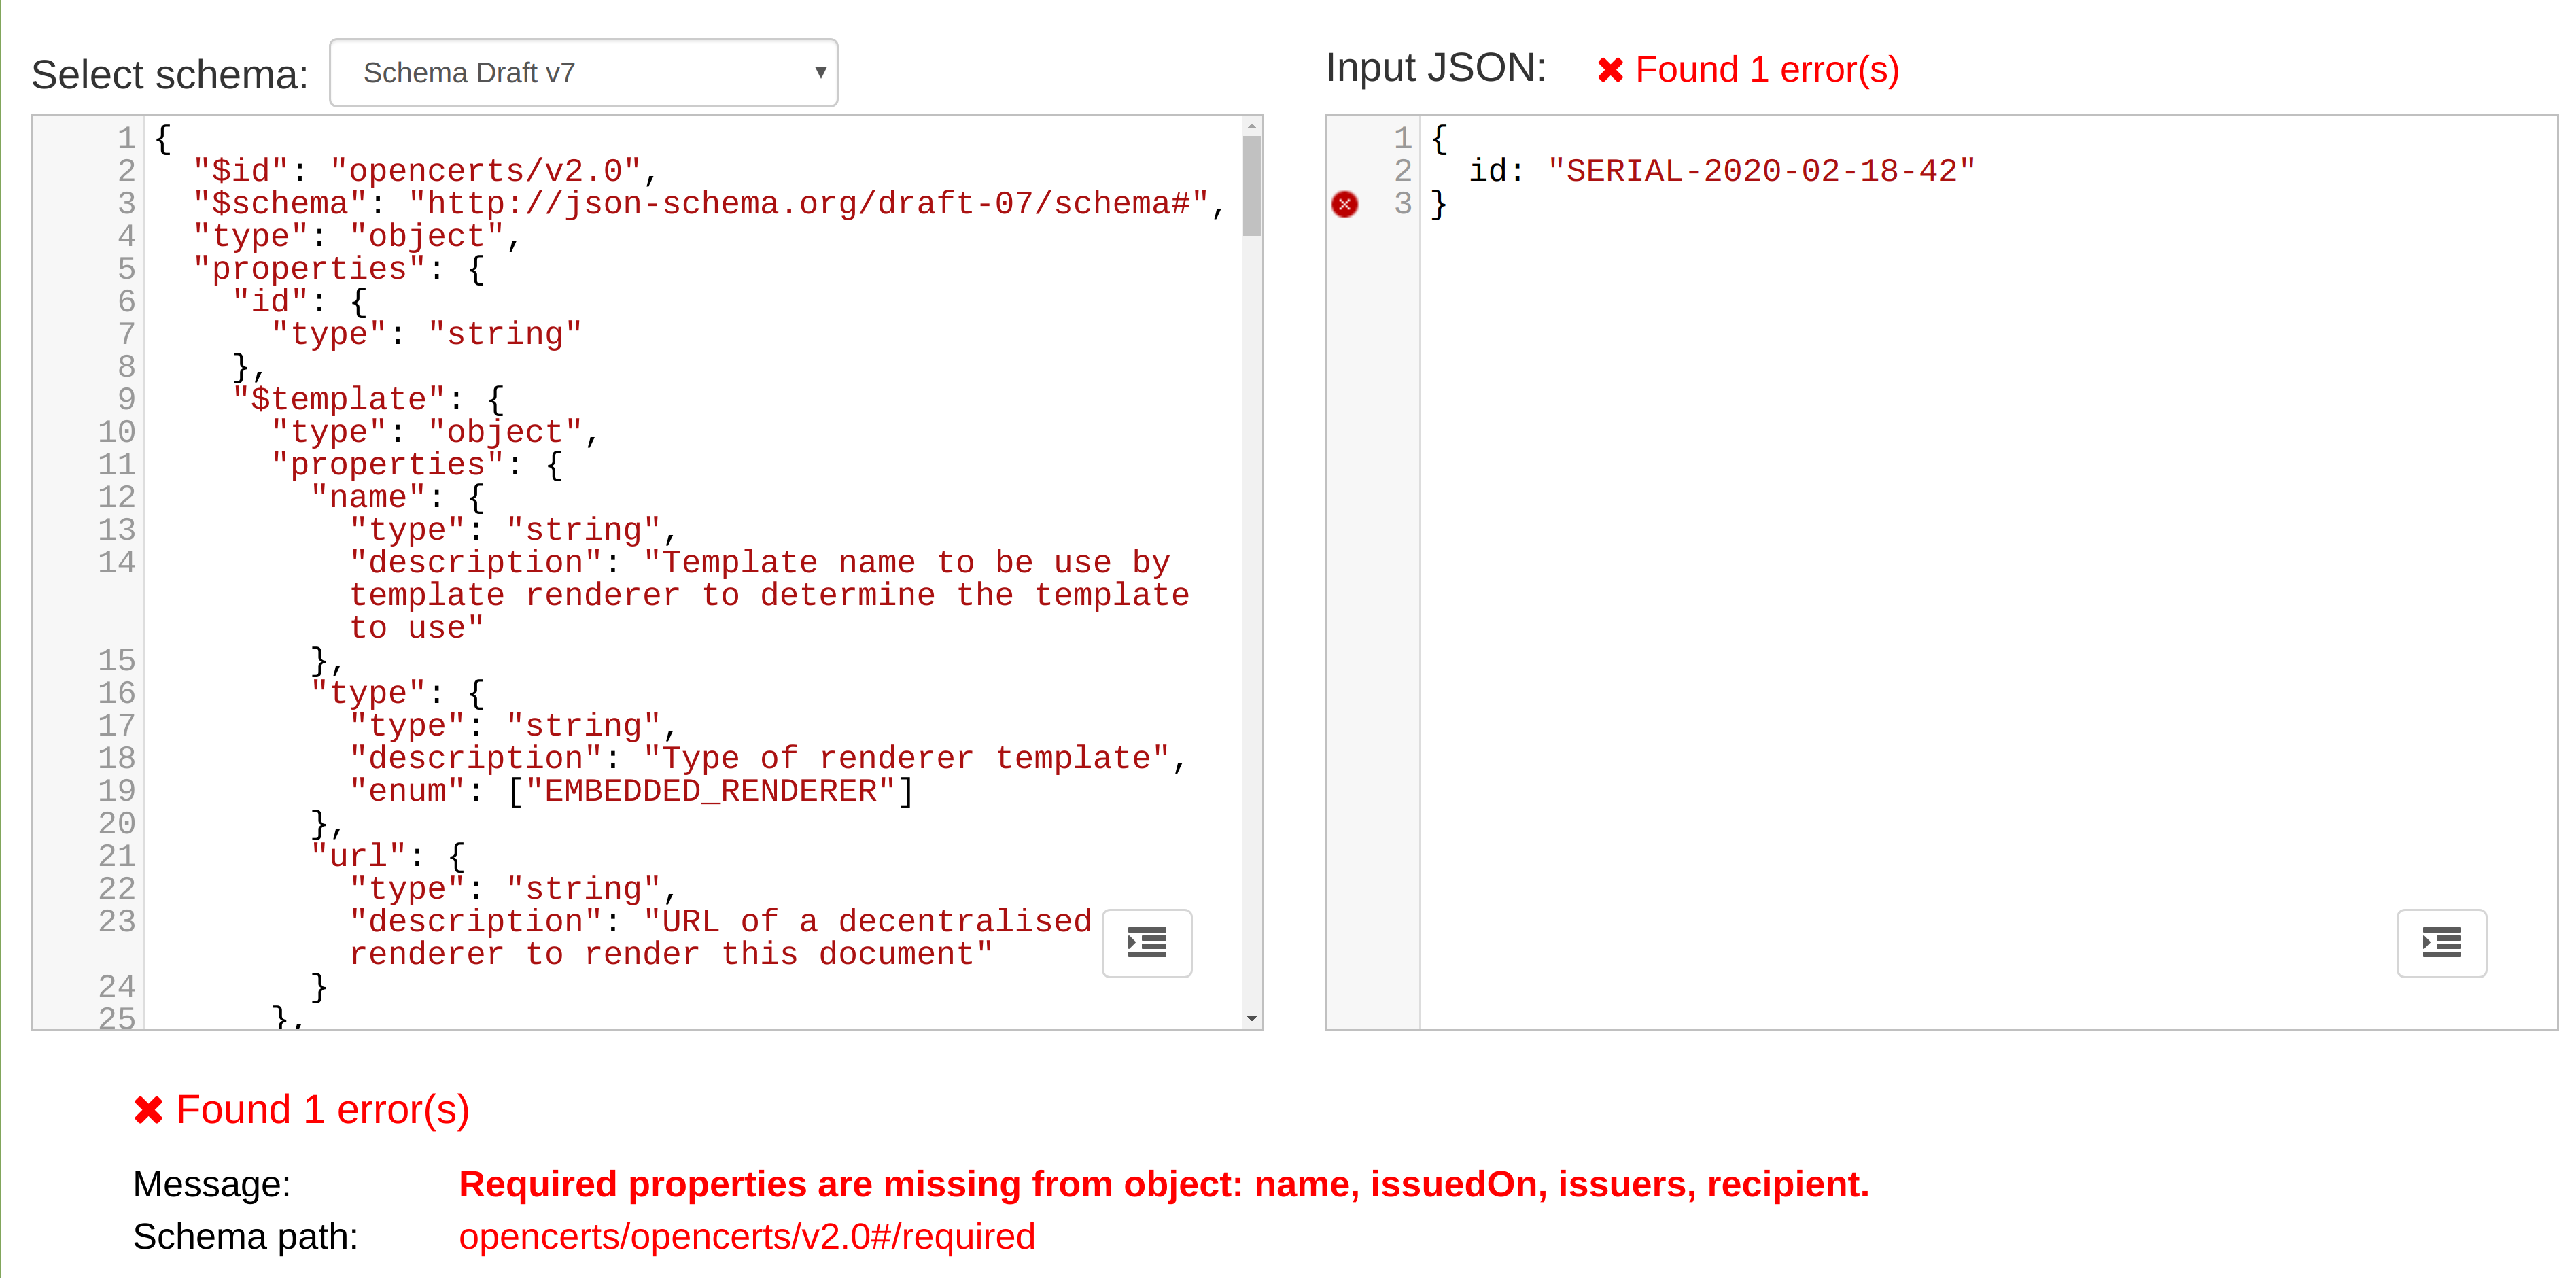 Select schema: Schema Draft v7 ▾
1 {
2   "$id": "opencerts/v2.0",
3   "$schema": "http://json-schema.org/draft-07/schema#",
4   "type": "object",
5   "properties": {
6     "id": {
7       "type": "string"
8     },
9     "$template": {
10       "type": "object",
11       "properties": {
12         "name": {
13           "type": "string",
14           "description": "Template name to be use by
template renderer to determine the template
to use"
15         },
16         "type": {
17           "type": "string",
18           "description": "Type of renderer template",
19           "enum": ["EMBEDDED_RENDERER"]
20         },
21         "url": {
22           "type": "string",
23           "description": "URL of a decentralised
renderer to render this document"
24         }
25       },
Input JSON: ✖ Found 1 error(s)
1 {
2   id: "SERIAL-2020-02-18-42"
3 }
✖ Found 1 error(s)
Message: Required properties are missing from object: name, issuedOn, issuers, recipient.
Schema path: opencerts/opencerts/v2.0#/required